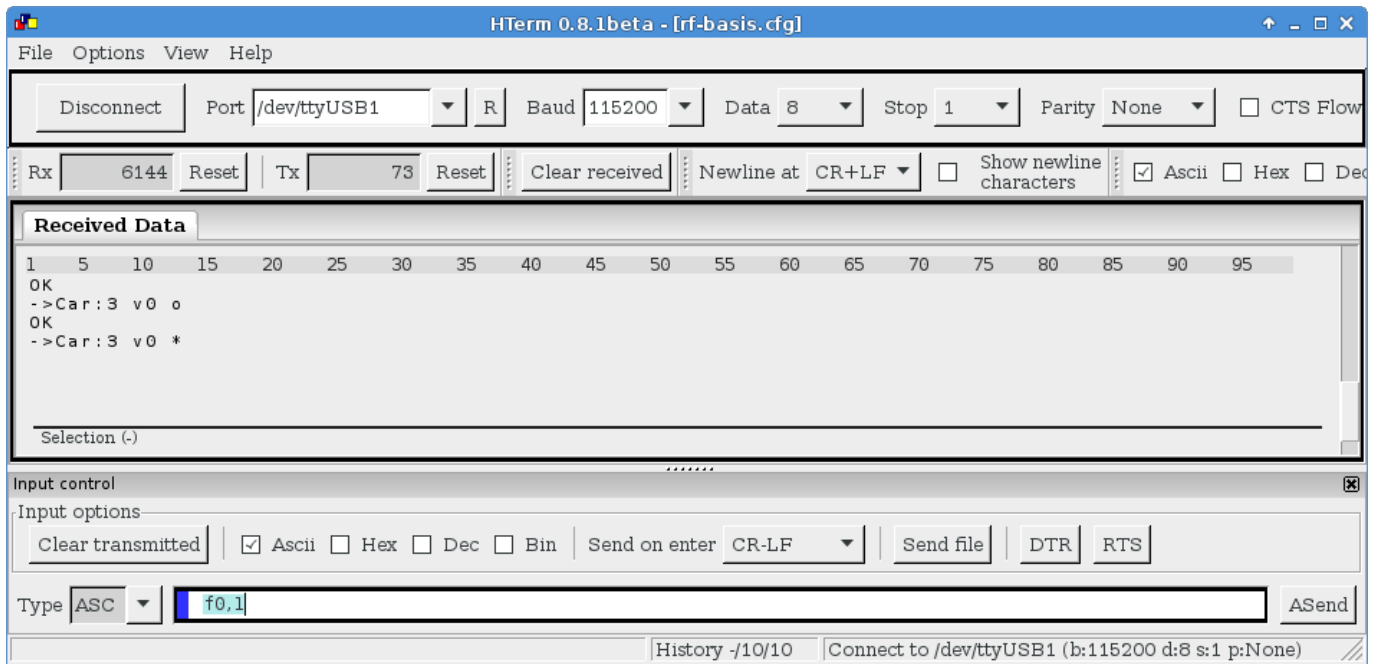 HTerm 0.8.1beta - [rf-basis.cfg]
File Options View Help
Disconnect Port /dev/ttyUSB1 R Baud 115200 Data 8 Stop 1 Parity None CTS Flow
Rx 6144 Reset Tx 73 Reset Clear received Newline at CR+LF Show newline characters Ascii Hex Dec
Received Data
1 5 10 15 20 25 30 35 40 45 50 55 60 65 70 75 80 85 90 95
OK
->Car:3 v0 o
OK
->Car:3 v0 *
Selection (-)
Input control
Input options
Clear transmitted Ascii Hex Dec Bin Send on enter CR-LF Send file DTR RTS
Type ASC f0,1 ASend
History -/10/10 Connect to /dev/ttyUSB1 (b:115200 d:8 s:1 p:None)